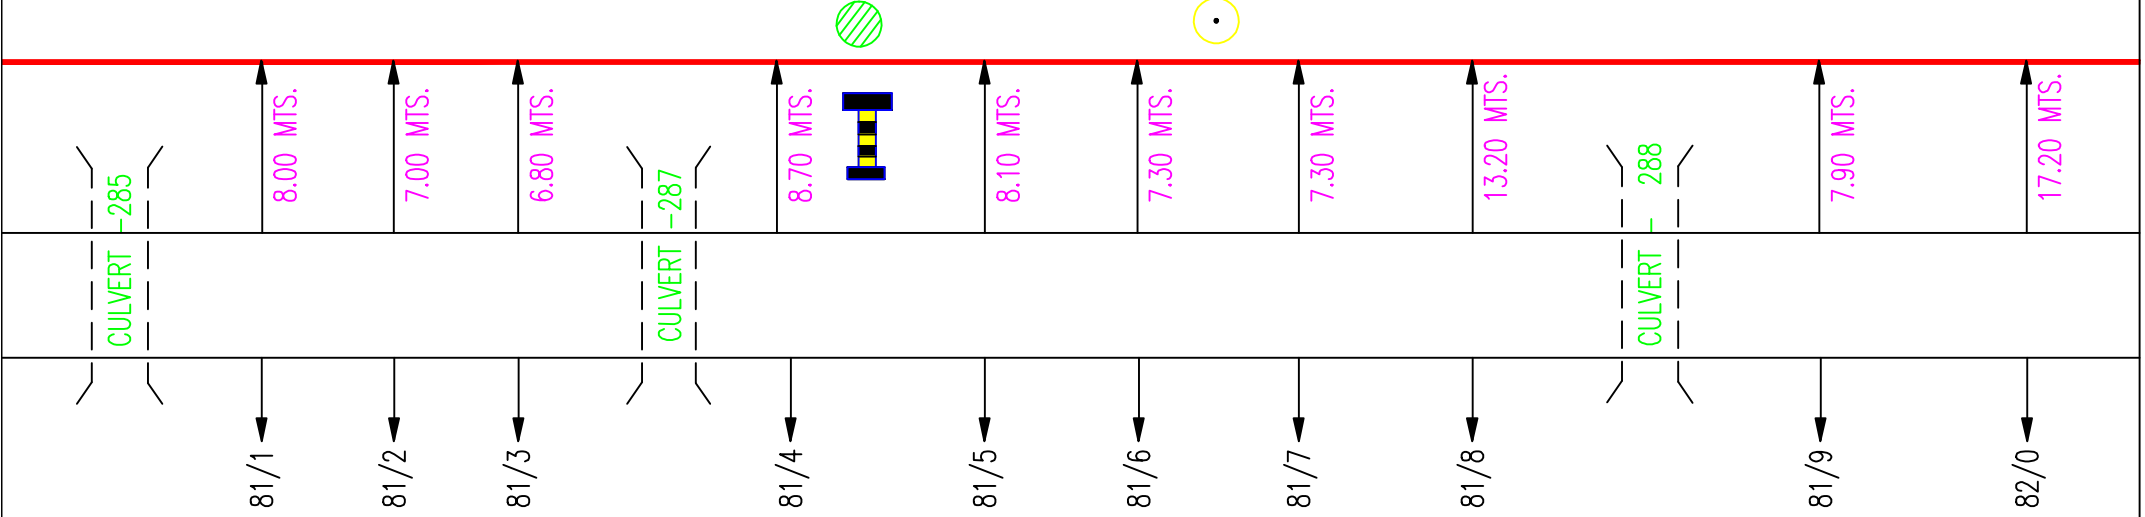 CULVERT -285
8.00 MTS.
7.00 MTS.
6.80 MTS.
CULVERT -287
8.70 MTS.
8.10 MTS.
7.30 MTS.
7.30 MTS.
13.20 MTS.
CULVERT - 288
7.90 MTS.
17.20 MTS.
81/1
81/2
81/3
81/4
81/5
81/6
81/7
81/8
81/9
82/0